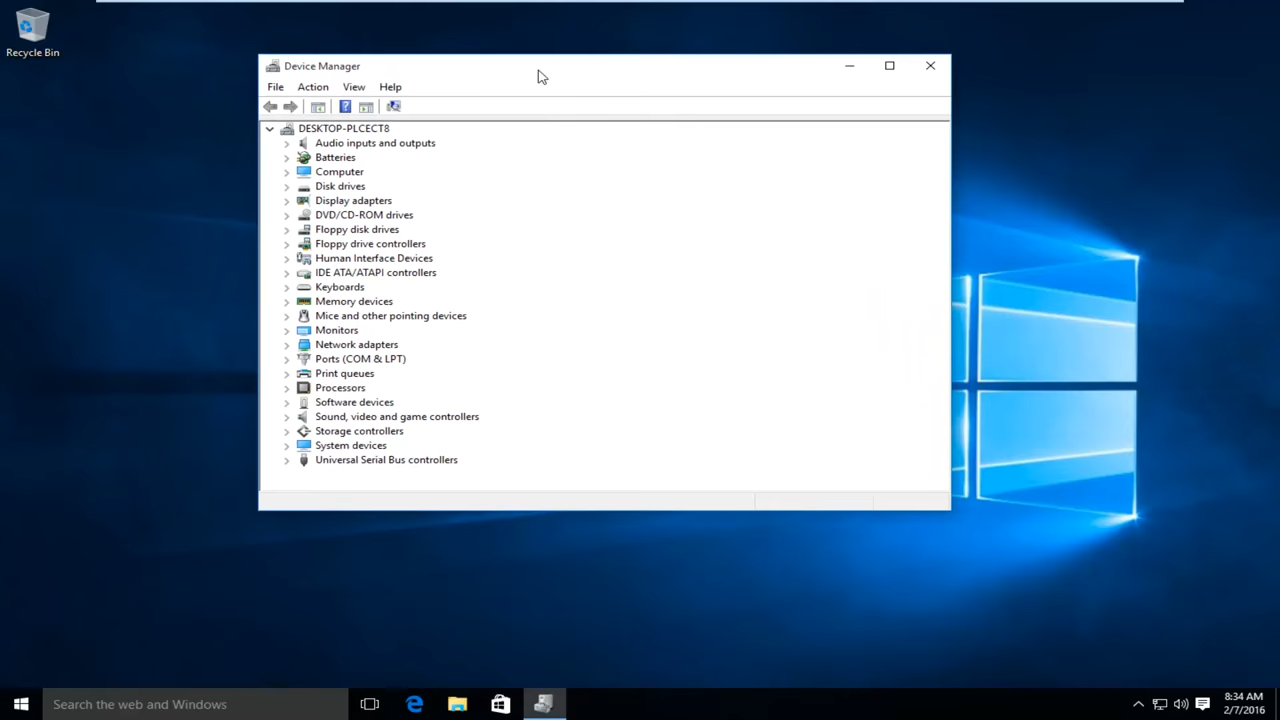 Recycle Bin
Device Manager
File Action View Help
DESKTOP-PLCECT8
Audio inputs and outputs
Batteries
Computer
Disk drives
Display adapters
DVD/CD-ROM drives
Floppy disk drives
Floppy drive controllers
Human Interface Devices
IDE ATA/ATAPI controllers
Keyboards
Memory devices
Mice and other pointing devices
Monitors
Network adapters
Ports (COM & LPT)
Print queues
Processors
Software devices
Sound, video and game controllers
Storage controllers
System devices
Universal Serial Bus controllers
Search the web and Windows
8:34 AM
2/7/2016